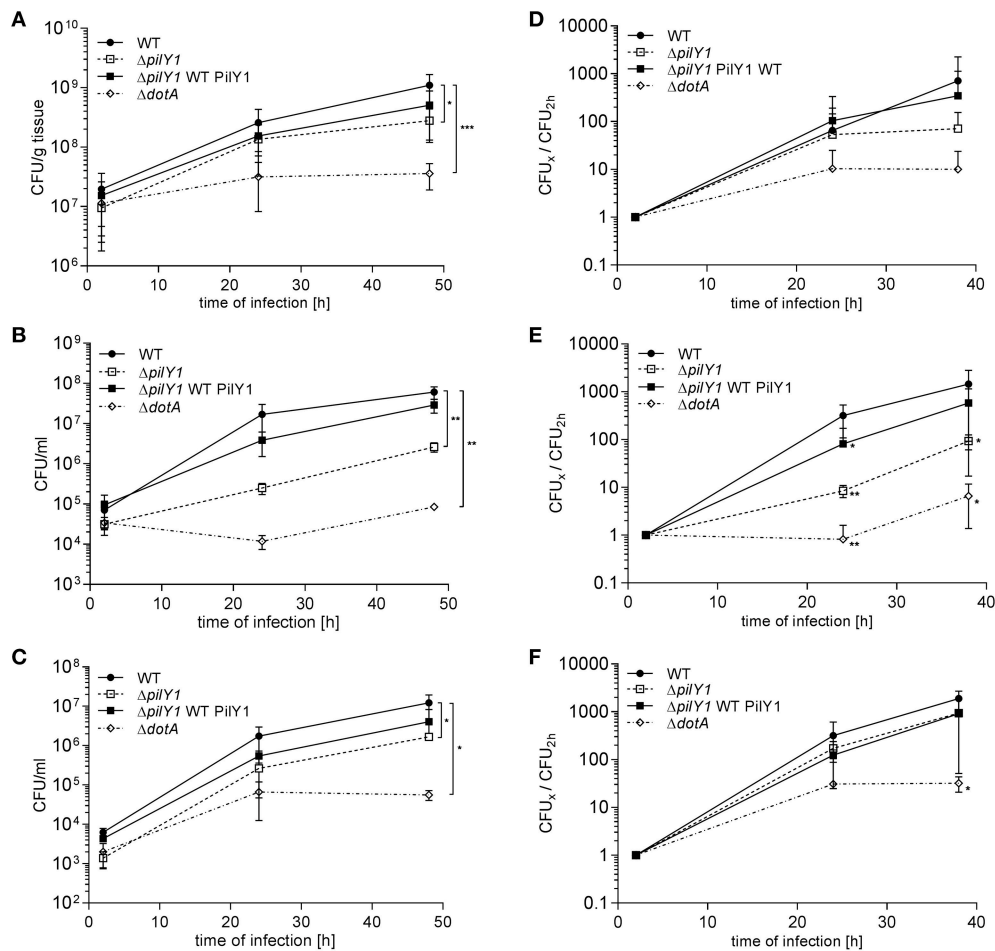 A
10^10
10^9
10^8
10^7
10^6
CFU/g tissue
WT
ΔpilY1
ΔpilY1 WT PilY1
ΔdotA
*
***
0 10 20 30 40 50
time of infection [h]
D
10000
1000
100
10
1
0.1
CFUx / CFU2h
WT
ΔpilY1
ΔpilY1 PilY1 WT
ΔdotA
0 10 20 30 40
time of infection [h]
B
10^9
10^8
10^7
10^6
10^5
10^4
10^3
CFU/ml
WT
ΔpilY1
ΔpilY1 WT PilY1
ΔdotA
**
**
0 10 20 30 40 50
time of infection [h]
E
10000
1000
100
10
1
0.1
CFUx / CFU2h
WT
ΔpilY1
ΔpilY1 WT PilY1
ΔdotA
*
*
**
*
**
0 10 20 30 40
time of infection [h]
C
10^8
10^7
10^6
10^5
10^4
10^3
10^2
CFU/ml
WT
ΔpilY1
ΔpilY1 WT PilY1
ΔdotA
*
*
0 10 20 30 40 50
time of infection [h]
F
10000
1000
100
10
1
0.1
CFUx / CFU2h
WT
ΔpilY1
ΔpilY1 WT PilY1
ΔdotA
*
0 10 20 30 40
time of infection [h]